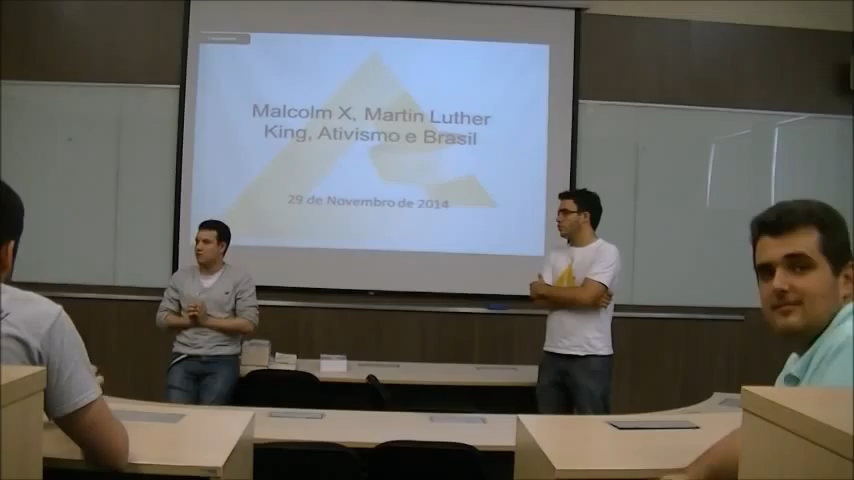 Malcolm X, Martin Luther
King, Ativismo e Brasil
29 de Novembro de 2014